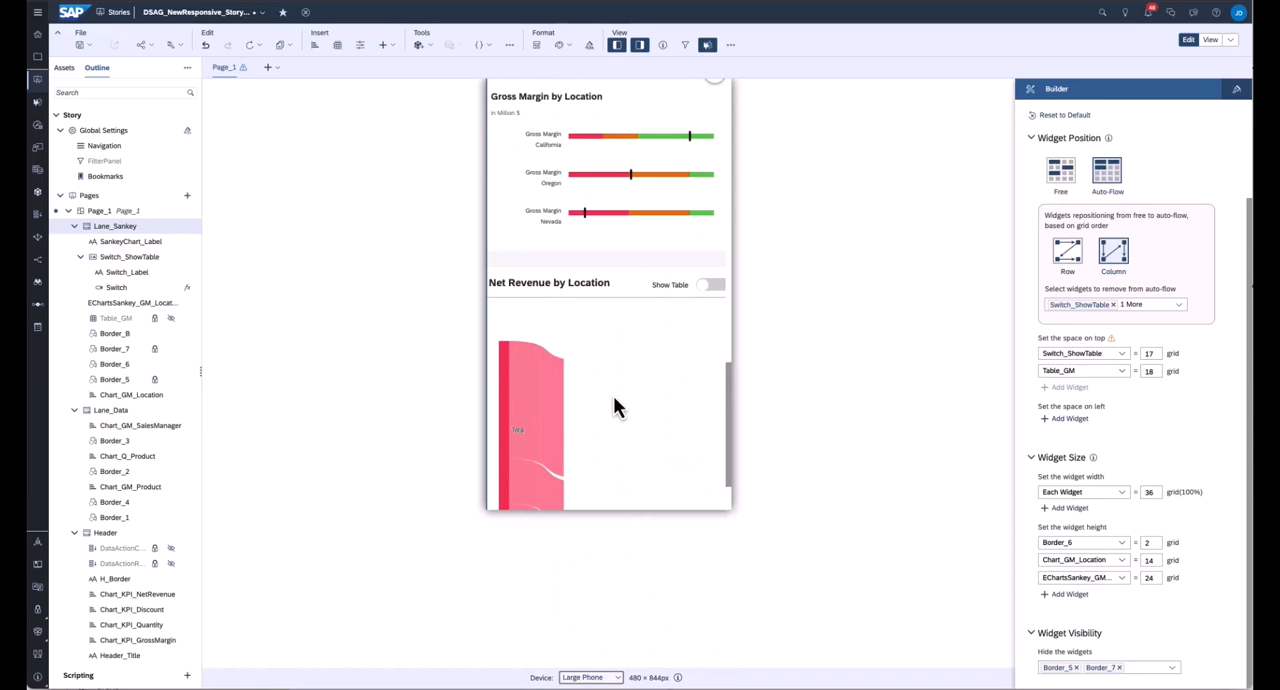 SAP Stories DSAG_NewResponsive_Story... 48 JD
File Edit Insert Tools Format View
Edit View
Assets Outline
Page_1
Search
Story
Global Settings
Navigation
FilterPanel
Bookmarks
Pages
Page_1 Page_1
Lane_Sankey
SankeyChart_Label
Switch_ShowTable
Switch_Label
Switch
EChartsSankey_GM_Locat...
Table_GM
Border_B
Border_7
Border_6
Border_5
Chart_GM_Location
Lane_Data
Chart_GM_SalesManager
Border_3
Chart_Q_Product
Border_2
Chart_GM_Product
Border_4
Border_1
Header
DataActionC...
DataActionR...
H_Border
Chart_KPI_NetRevenue
Chart_KPI_Discount
Chart_KPI_Quantity
Chart_KPI_GrossMargin
Header_Title
Scripting
Gross Margin by Location
in Million $
Gross Margin
California
Gross Margin
Oregon
Gross Margin
Nevada
Net Revenue by Location
Show Table
Total
Device: Large Phone 480 × 844px
Builder
Reset to Default
Widget Position
Free Auto-Flow
Widgets repositioning from free to auto-flow,
based on grid order
Row Column
Select widgets to remove from auto-flow
Switch_ShowTable × 1 More
Set the space on top
Switch_ShowTable = 17 grid
Table_GM = 18 grid
+ Add Widget
Set the space on left
+ Add Widget
Widget Size
Set the widget width
Each Widget = 36 grid(100%)
+ Add Widget
Set the widget height
Border_6 = 2 grid
Chart_GM_Location = 14 grid
EChartsSankey_GM... = 24 grid
+ Add Widget
Widget Visibility
Hide the widgets
Border_5 × Border_7 ×